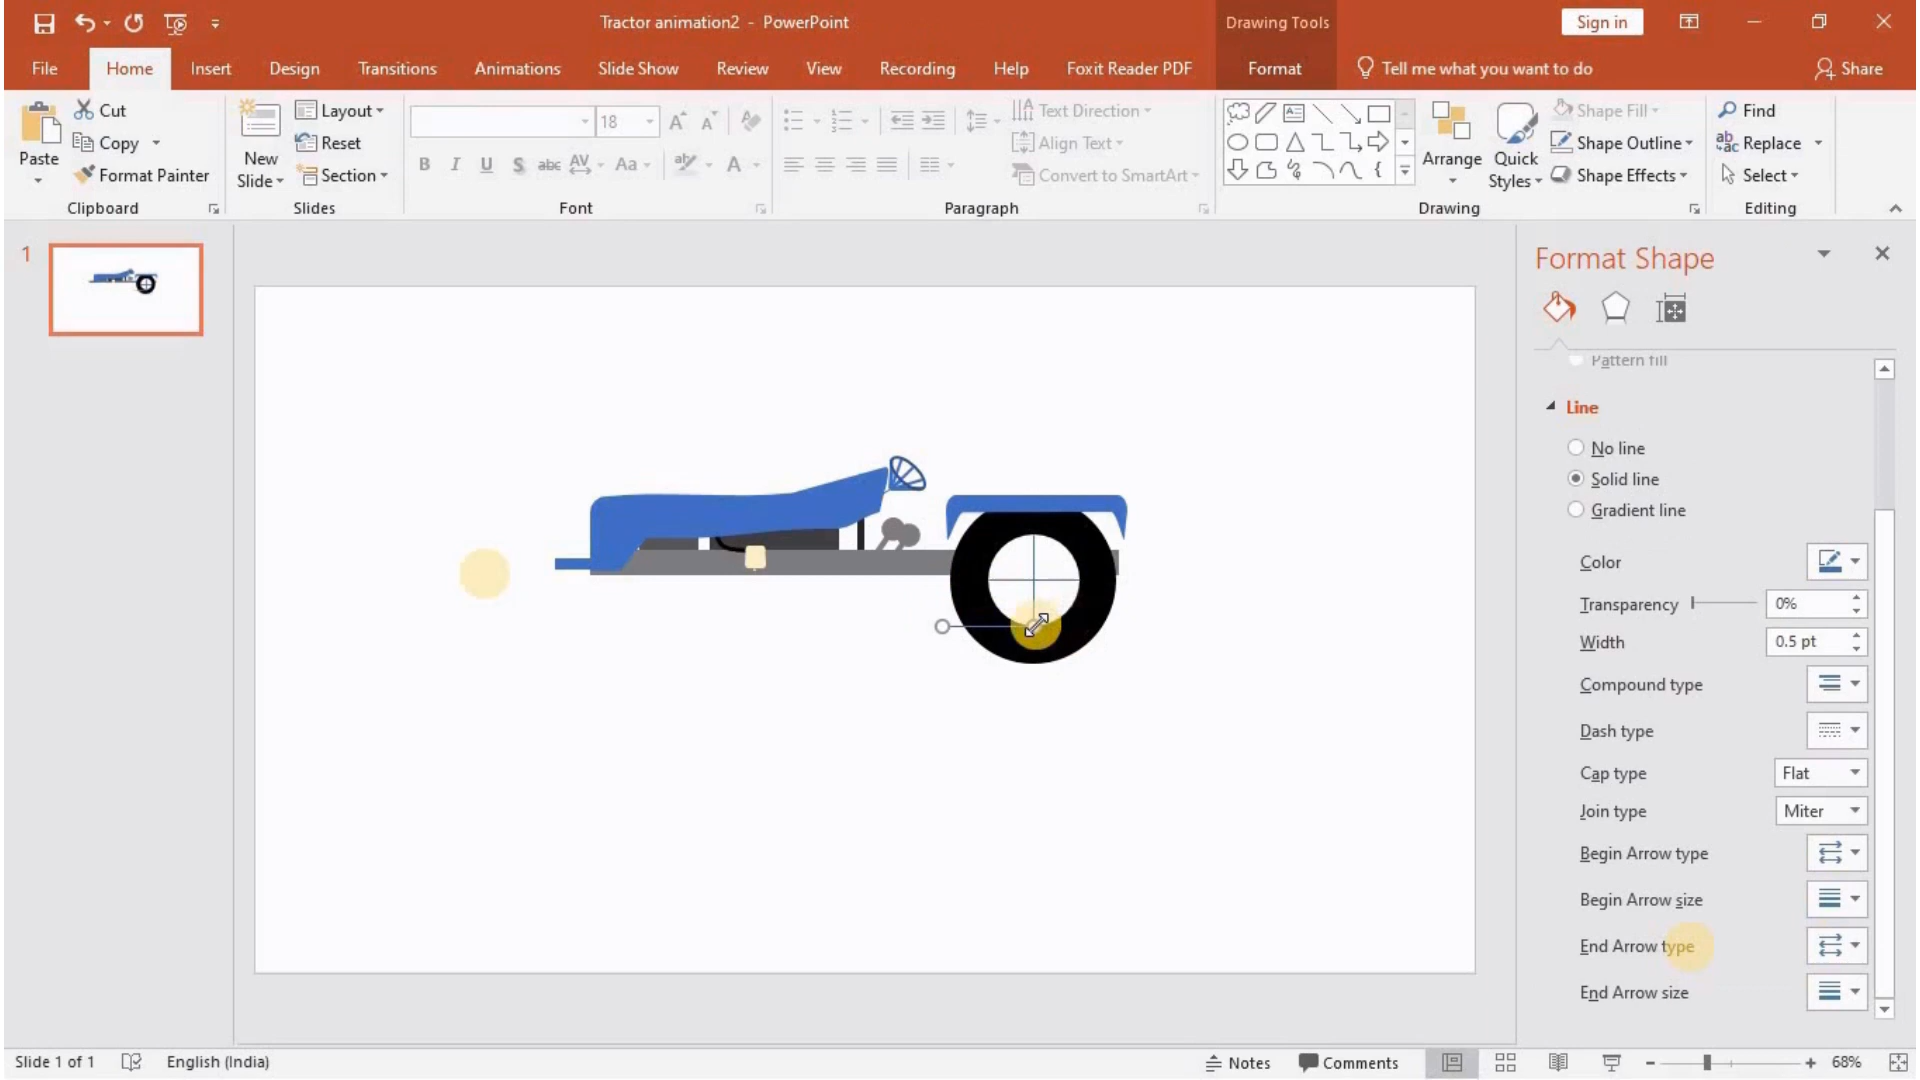 Tractor animation2 - PowerPoint
Drawing Tools
Sign in
File Home Insert Design Transitions Animations Slide Show Review View Recording Help Foxit Reader PDF Format Tell me what you want to do Share
Cut
Copy
Format Painter
Paste
Clipboard
New
Slide
Layout
Reset
Section
Slides
18
B I U S abc AV Aa A
Font
Text Direction
Align Text
Convert to SmartArt
Paragraph
Arrange
Quick
Styles
Shape Fill
Shape Outline
Shape Effects
Drawing
Find
Replace
Select
Editing
1
Format Shape
Pattern fill
Line
No line
Solid line
Gradient line
Color
Transparency 0%
Width 0.5 pt
Compound type
Dash type
Cap type Flat
Join type Miter
Begin Arrow type
Begin Arrow size
End Arrow type
End Arrow size
Slide 1 of 1 English (India) Notes Comments 68%